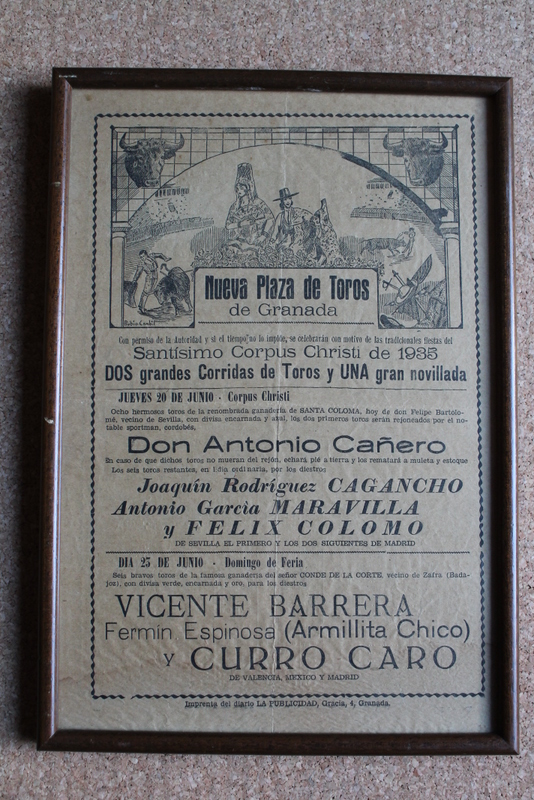 Nueva Plaza de Toros
de Granada
Con permiso de la Autoridad y si el tiempo no lo impide, se celebrarán con motivo de las tradicionales fiestas del
Santísimo Corpus Christi de 1935
DOS grandes Corridas de Toros y UNA gran novillada
JUEVES 20 DE JUNIO - Corpus Christi
Ocho hermosos toros de la renombrada ganadería de SANTA COLOMA, hoy de don Felipe Bartolo-
mé, vecino de Sevilla, con divisa encarnada y azul, los dos primeros toros serán rejoneados por el no-
table sportman, cordobés,
Don Antonio Cañero
En caso de que dichos toros no mueran del rejón, echará pié a tierra y los rematará a muleta y estoque
Los seis toros restantes, en lidia ordinaria, por los diestros
Joaquín Rodríguez CAGANCHO
Antonio García MARAVILLA
y FELIX COLOMO
DE SEVILLA EL PRIMERO Y LOS DOS SIGUIENTES DE MADRID
DIA 23 DE JUNIO - Domingo de Feria
Seis bravos toros de la famosa ganadería del señor CONDE DE LA CORTE, vecino de Zafra (Bada-
joz), con divisa verde, encarnada y oro, para los diestros
VICENTE BARRERA
Fermín Espinosa (Armillita Chico)
Y CURRO CARO
DE VALENCIA, MEXICO Y MADRID
Imprenta del diario LA PUBLICIDAD, Gracia, 4, Granada.